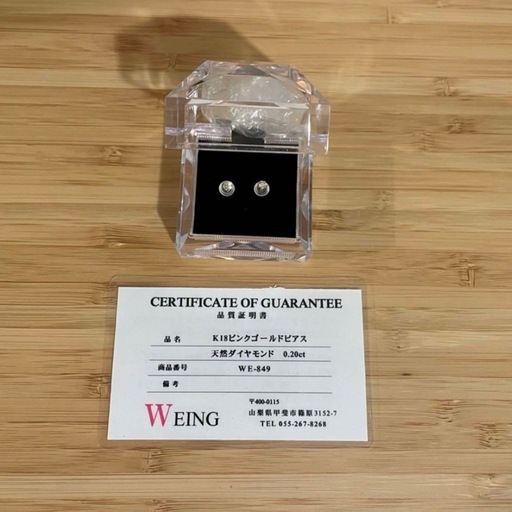 CERTIFICATE OF GUARANTEE
品質証明書
品名 K18ピンクゴールドピアス
天然ダイヤモンド 0.20ct
商品番号 WE-849
備考
WEING
〒400-0115
山梨県甲斐市篠原3152-7
TEL 055-267-8268